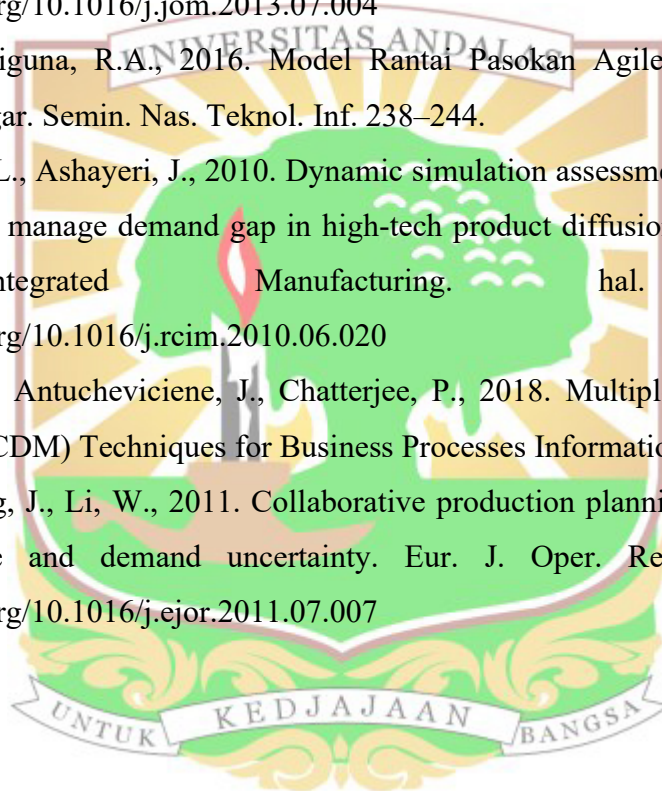 rg/10.1016/j.jom.2013.07.004
UNIVERSITAS ANDALAS
iguna, R.A., 2016. Model Rantai Pasokan Agile
gar. Semin. Nas. Teknol. Inf. 238–244.
L., Ashayeri, J., 2010. Dynamic simulation assessme
manage demand gap in high-tech product diffusion
ntegrated Manufacturing. hal.
rg/10.1016/j.rcim.2010.06.020
Antucheviciene, J., Chatterjee, P., 2018. Multipl
CDM) Techniques for Business Processes Informatio
g, J., Li, W., 2011. Collaborative production planni
e and demand uncertainty. Eur. J. Oper. Re
rg/10.1016/j.ejor.2011.07.007
UNTUK KEDJAJAAN BANGSA